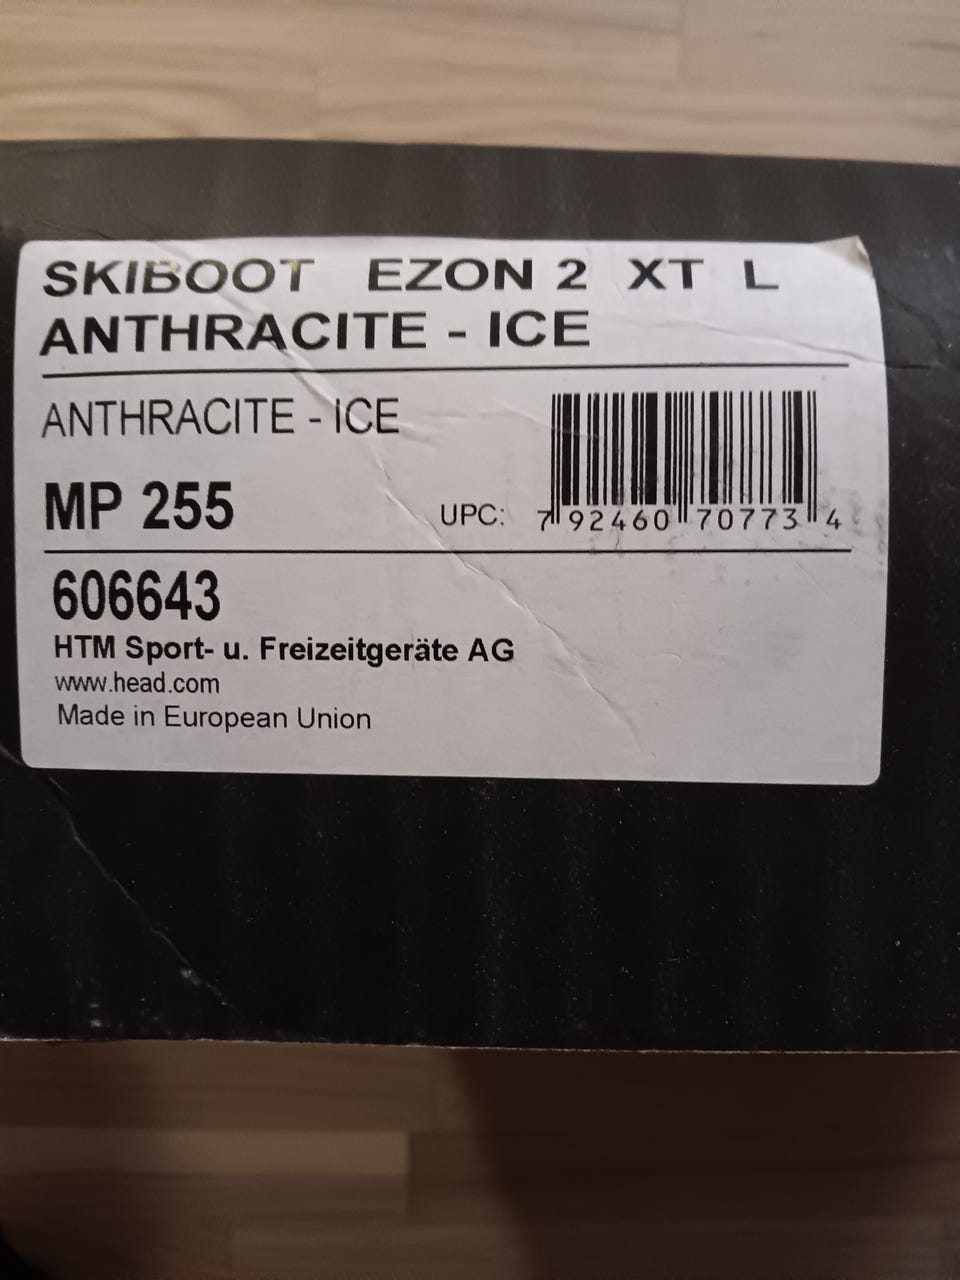 SKIBOOT EZON 2 XT L
ANTHRACITE - ICE
ANTHRACITE - ICE
MP 255
UPC: 7 92460 70773 4
606643
HTM Sport- u. Freizeitgeräte AG
www.head.com
Made in European Union